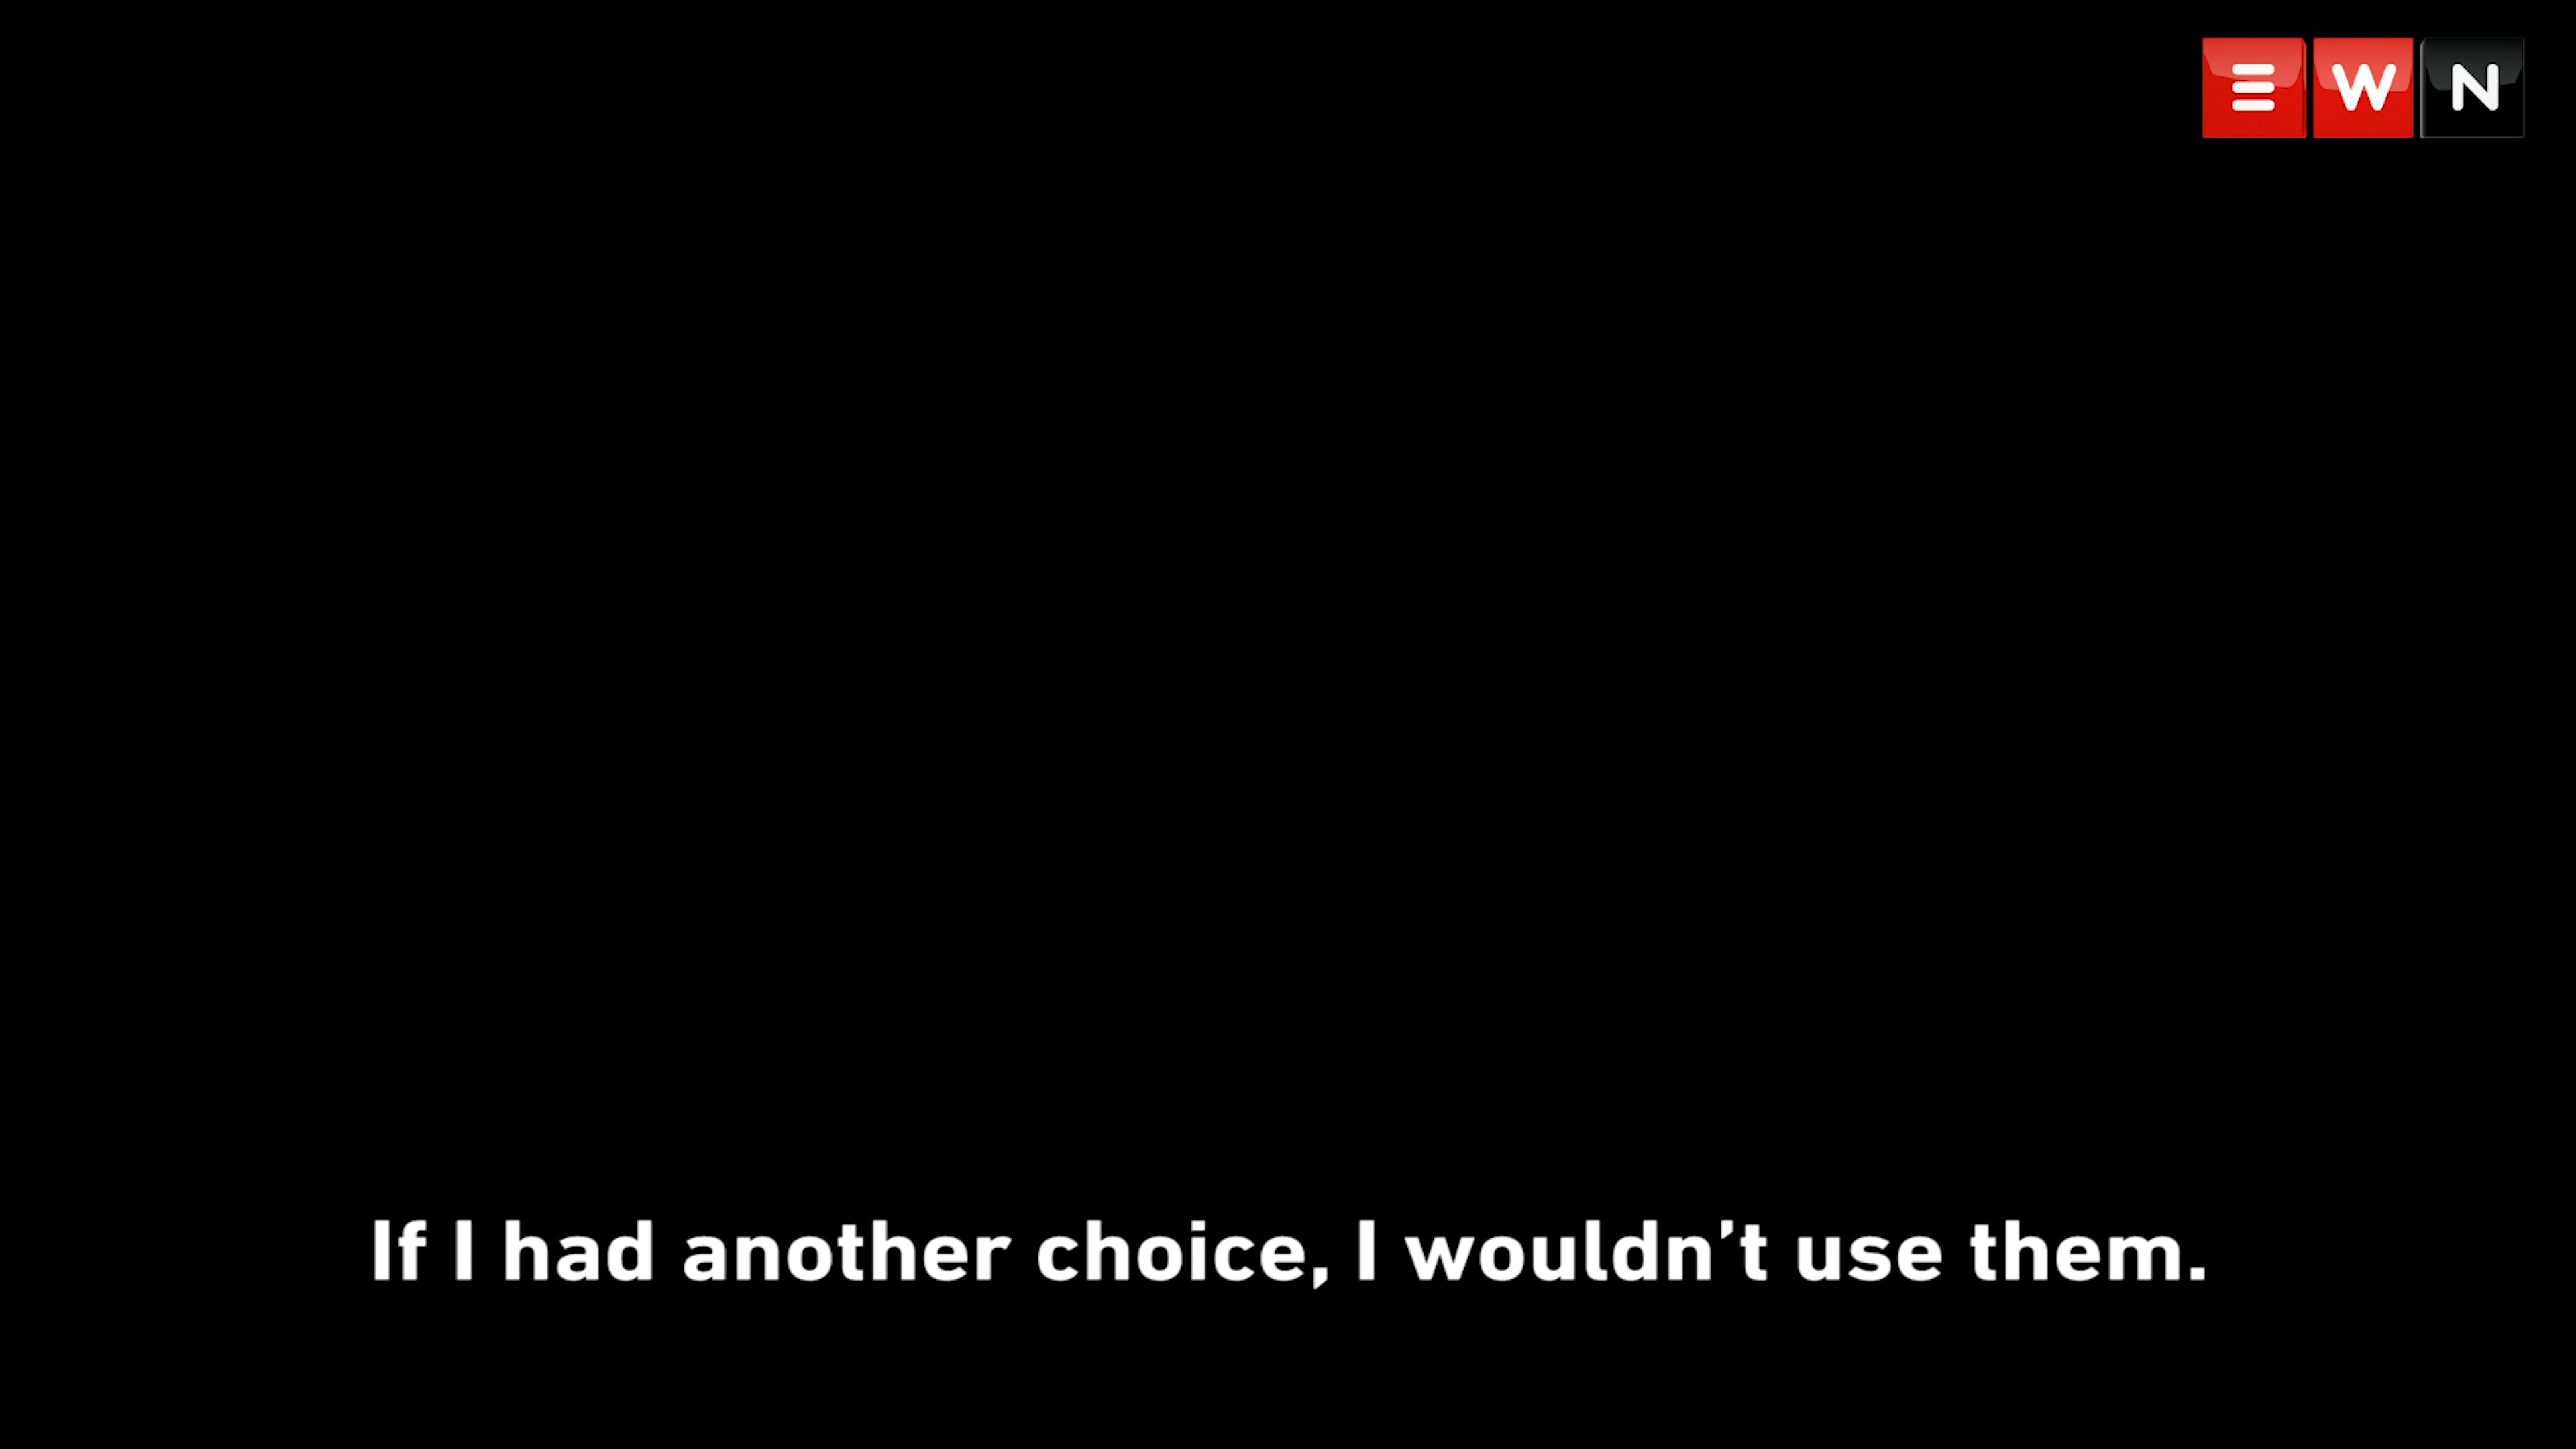 EWN
If I had another choice, I wouldn’t use them.